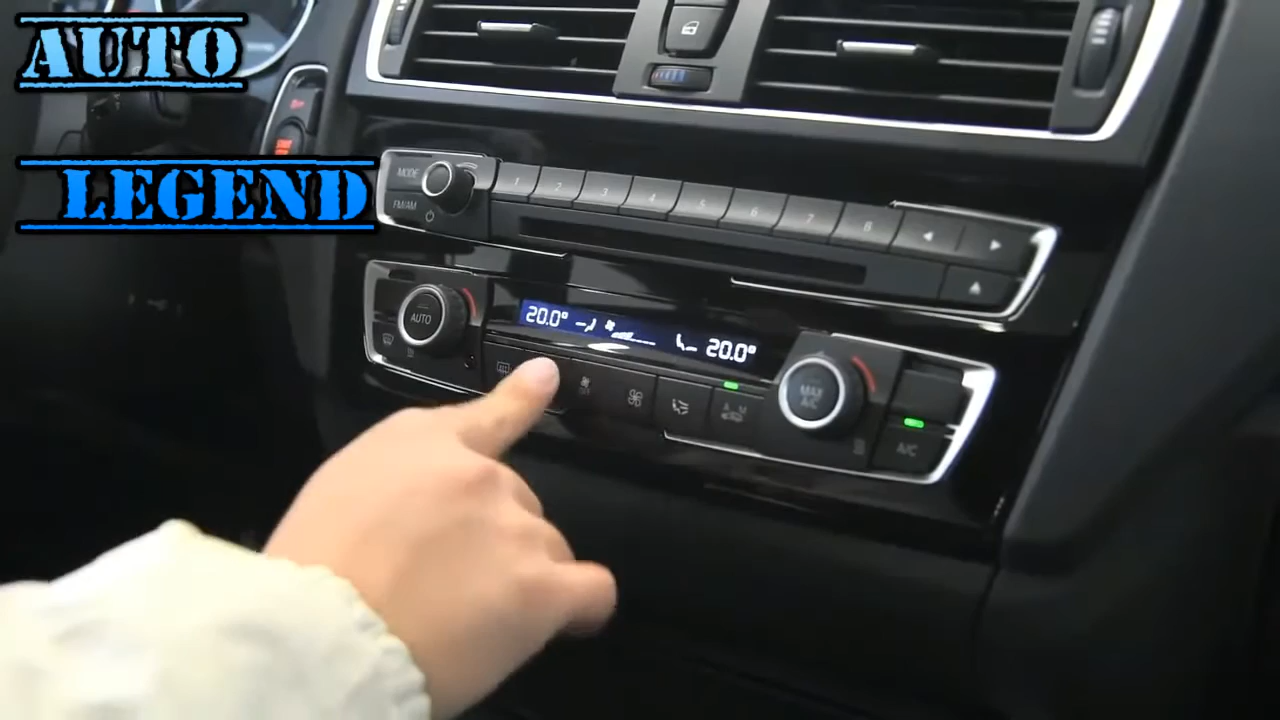 AUTO
LEGEND
START
MODE
FM/AM
1 2 3 4 5 6 7 8
AUTO
20.0° 20.0°
MAX
A/C
A M
A/C